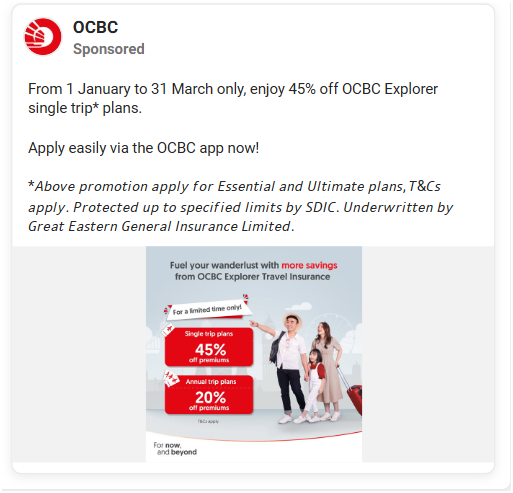 OCBC
Sponsored
From 1 January to 31 March only, enjoy 45% off OCBC Explorer
single trip* plans.
Apply easily via the OCBC app now!
*Above promotion apply for Essential and Ultimate plans, T&Cs
apply. Protected up to specified limits by SDIC. Underwritten by
Great Eastern General Insurance Limited.
Fuel your wanderlust with more savings
from OCBC Explorer Travel Insurance
For a limited time only!
Single trip plans
45%
off premiums
Annual trip plans
20%
off premiums
T&Cs apply
For now,
and beyond